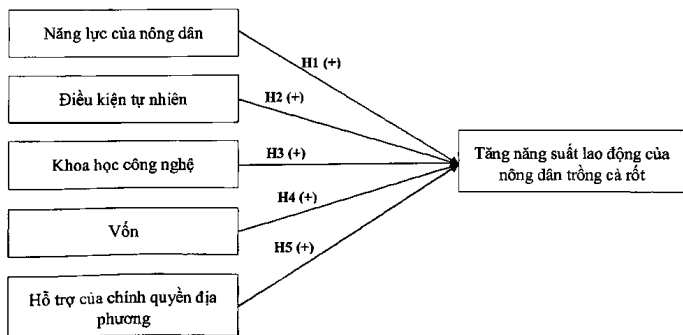 Năng lực của nông dân
H1 (+)
Điều kiện tự nhiên
H2 (+)
Khoa học công nghệ
H3 (+)
Tăng năng suất lao động của
nông dân trồng cà rốt
Vốn
H4 (+)
H5 (+)
Hỗ trợ của chính quyền địa
phương